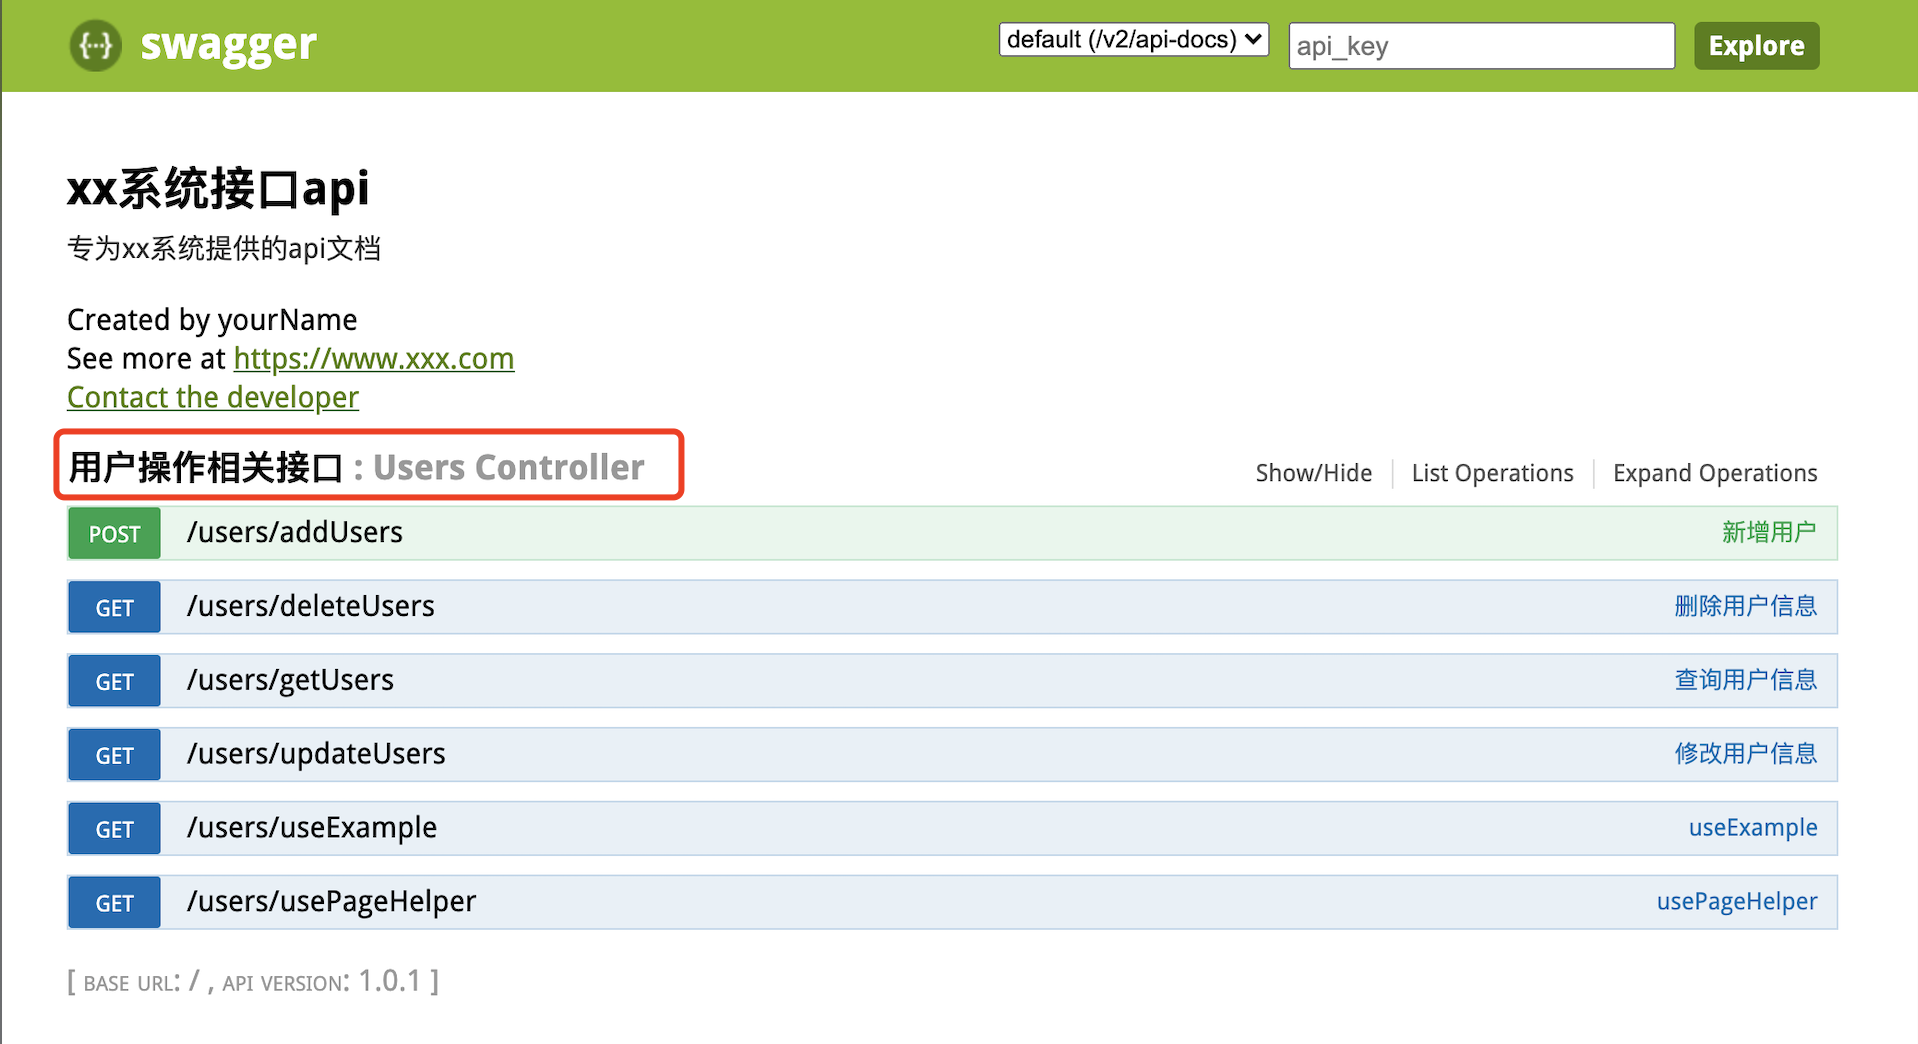 {···} swagger default (/v2/api-docs) api_key Explore
xx系统接口api
专为xx系统提供的api文档
Created by yourName
See more at https://www.xxx.com
Contact the developer
用户操作相关接口 : Users Controller Show/Hide List Operations Expand Operations
POST /users/addUsers 新增用户
GET /users/deleteUsers 删除用户信息
GET /users/getUsers 查询用户信息
GET /users/updateUsers 修改用户信息
GET /users/useExample useExample
GET /users/usePageHelper usePageHelper
[ BASE URL: / , API VERSION: 1.0.1 ]